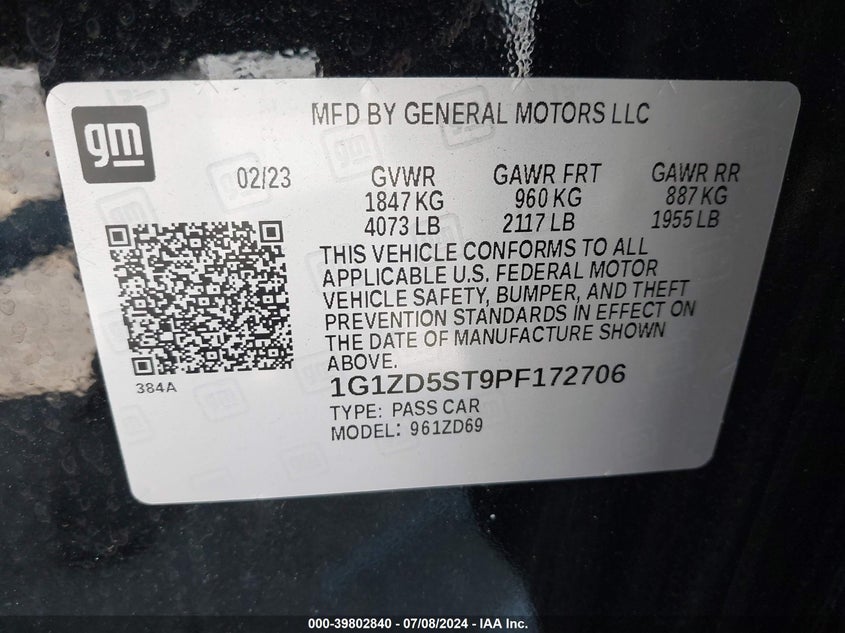 gm
MFD BY GENERAL MOTORS LLC
02/23 GVWR GAWR FRT GAWR RR
1847 KG 960 KG 887 KG
4073 LB 2117 LB 1955 LB
THIS VEHICLE CONFORMS TO ALL
APPLICABLE U.S. FEDERAL MOTOR
VEHICLE SAFETY, BUMPER, AND THEFT
PREVENTION STANDARDS IN EFFECT ON
THE DATE OF MANUFACTURE SHOWN
ABOVE.
384A
1G1ZD5ST9PF172706
TYPE: PASS CAR
MODEL: 961ZD69
000-39802840 - 07/08/2024 - IAA Inc.